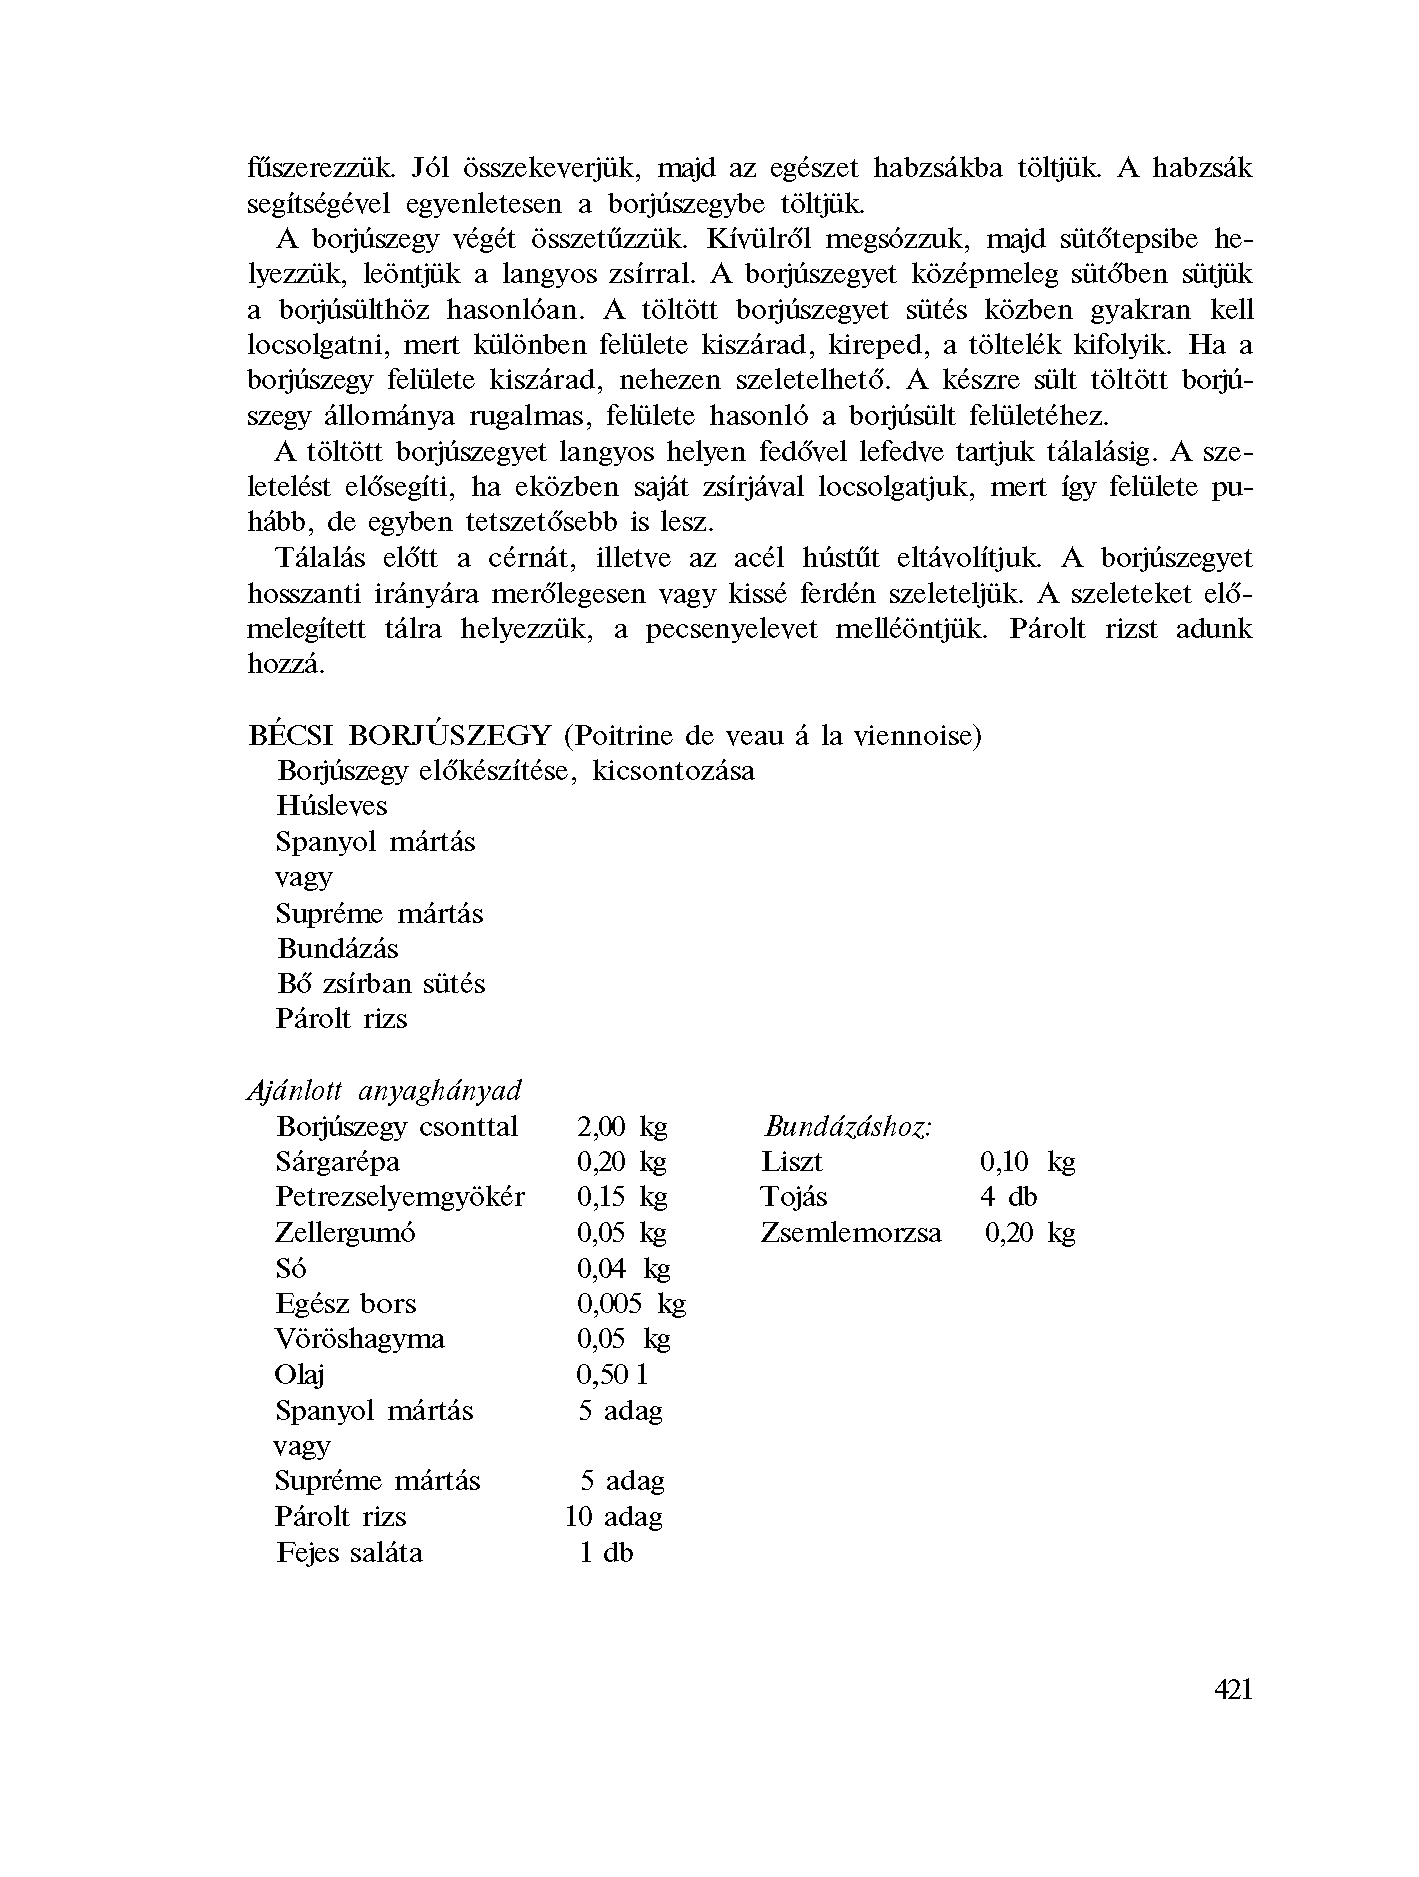 fűszerezzük. Jól összekeverjük, majd az egészet habzsákba töltjük. A habzsák
segítségével egyenletesen a borjúszegybe töltjük.
A borjúszegy végét összetűzzük. Kívülről megsózzuk, majd sütőtepsibe he-
lyezzük, leöntjük a langyos zsírral. A borjúszegyet középmeleg sütőben sütjük
a borjúsülthöz hasonlóan. A töltött borjúszegyet sütés közben gyakran kell
locsolgatni, mert különben felülete kiszárad, kireped, a töltelék kifolyik. Ha a
borjúszegy felülete kiszárad, nehezen szeletelhető. A készre sült töltött borjú-
szegy állománya rugalmas, felülete hasonló a borjúsült felületéhez.
A töltött borjúszegyet langyos helyen fedővel lefedve tartjuk tálalásig. A sze-
letelést elősegíti, ha eközben saját zsírjával locsolgatjuk, mert így felülete pu-
hább, de egyben tetszetősebb is lesz.
Tálalás előtt a cérnát, illetve az acél hústűt eltávolítjuk. A borjúszegyet
hosszanti irányára merőlegesen vagy kissé ferdén szeleteljük. A szeleteket elő-
melegített tálra helyezzük, a pecsenyelevet melléöntjük. Párolt rizst adunk
hozzá.
BÉCSI BORJÚSZEGY (Poitrine de veau á la viennoise)
Borjúszegy előkészítése, kicsontozása
Húsleves
Spanyol mártás
vagy
Supréme mártás
Bundázás
Bő zsírban sütés
Párolt rizs
Ajánlott anyaghányad
Borjúszegy csonttal 2,00 kg
Sárgarépa 0,20 kg
Petrezselyemgyökér 0,15 kg
Zellergumó 0,05 kg
Só 0,04 kg
Egész bors 0,005 kg
Vöröshagyma 0,05 kg
Olaj 0,50 l
Spanyol mártás 5 adag
vagy
Supréme mártás 5 adag
Párolt rizs 10 adag
Fejes saláta 1 db
Bundázáshoz:
Liszt 0,10 kg
Tojás 4 db
Zsemlemorzsa 0,20 kg
421